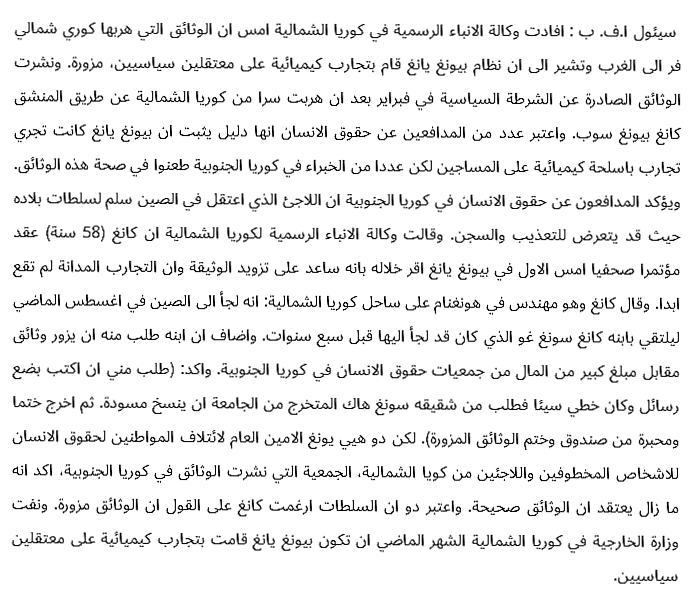 سيئول ا.ف. ب : افادت وكالة الانباء الرسمية في كوريا الشمالية امس ان الوثائق التي هربها كوري شمالي
فر الى الغرب وتشير الى ان نظام بيونغ يانغ قام بتجارب كيميائية على معتقلين سياسيين، مزورة. ونشرت
الوثائق الصادرة عن الشرطة السياسية في فبراير بعد ان هربت سرا من كوريا الشمالية عن طريق المنشق
كانغ بيونغ سوب. واعتبر عدد من المدافعين عن حقوق الانسان انها دليل يثبت ان بيونغ يانغ كانت تجري
تجارب باسلحة كيميائية على المساجين لكن عددا من الخبراء في كوريا الجنوبية طعنوا في صحة هذه الوثائق.
ويؤكد المدافعون عن حقوق الانسان في كوريا الجنوبية ان اللاجئ الذي اعتقل في الصين سلم لسلطات بلاده
حيث قد يتعرض للتعذيب والسجن. وقالت وكالة الانباء الرسمية لكوريا الشمالية ان كانغ (58 سنة) عقد
مؤتمرا صحفيا امس الاول في بيونغ يانغ اقر خلاله بانه ساعد على تزويد الوثيقة وان التجارب المدانة لم تقع
ابدا. وقال كانغ وهو مهندس في هونغنام على ساحل كوريا الشمالية: انه لجأ الى الصين في اغسطس الماضي
ليلتقي بابنه كانغ سونغ غو الذي كان قد لجأ اليها قبل سبع سنوات. واضاف ان ابنه طلب منه ان يزور وثائق
مقابل مبلغ كبير من المال من جمعيات حقوق الانسان في كوريا الجنوبية. واكد: (طلب مني ان اكتب بضع
رسائل وكان خطي سيئا فطلب من شقيقه سونغ هاك المتخرج من الجامعة ان ينسخ مسودة. ثم اخرج ختما
ومحبرة من صندوق وختم الوثائق المزورة). لكن دو هيي يونغ الامين العام لائتلاف المواطنين لحقوق الانسان
للاشخاص المخطوفين واللاجئين من كويا الشمالية، الجمعية التي نشرت الوثائق في كوريا الجنوبية، اكد انه
ما زال يعتقد ان الوثائق صحيحة. واعتبر دو ان السلطات ارغمت كانغ على القول ان الوثائق مزورة. ونفت
وزارة الخارجية في كوريا الشمالية الشهر الماضي ان تكون بيونغ يانغ قامت بتجارب كيميائية على معتقلين
سياسيين.